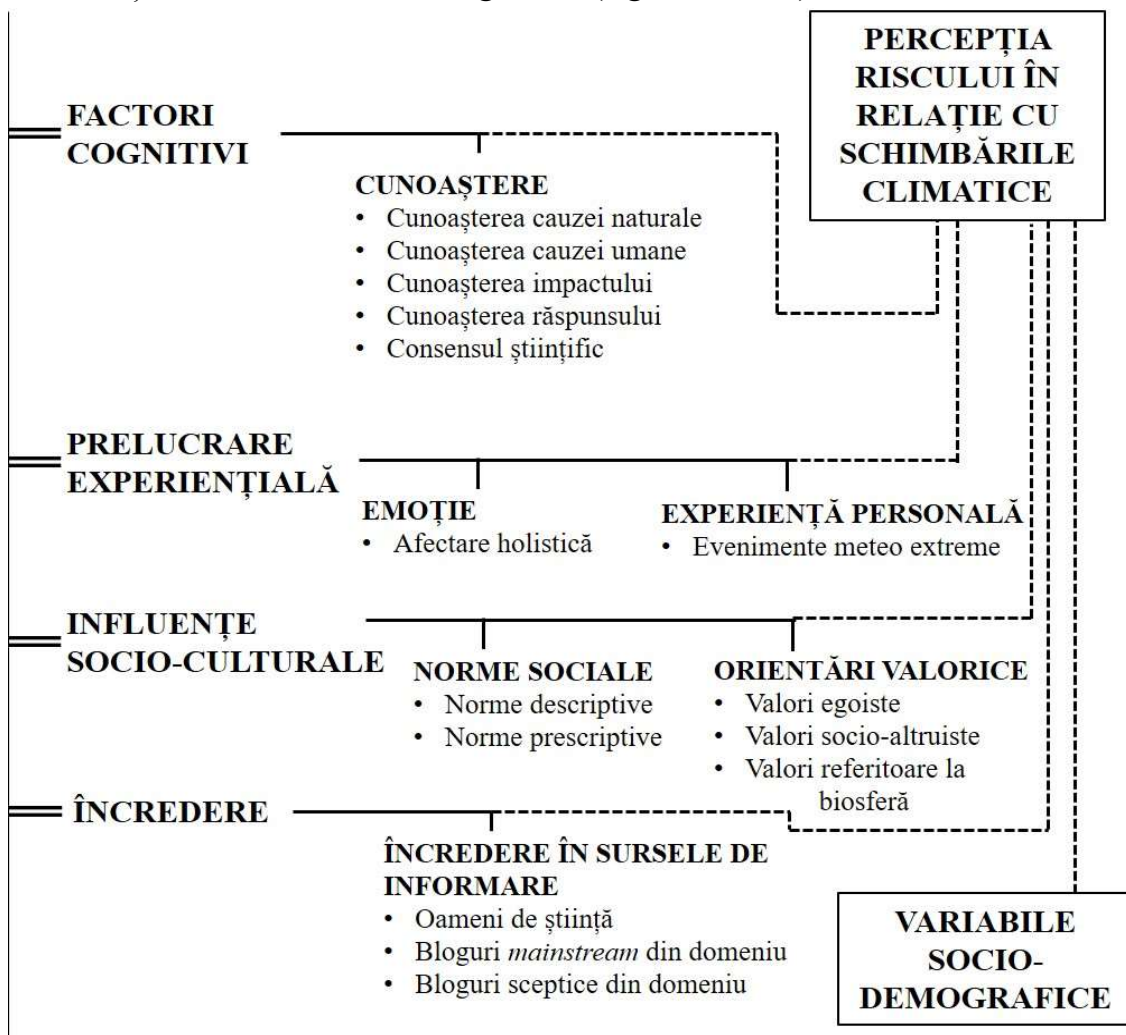 PERCEPȚIA
RISCULUI ÎN
RELAȚIE CU
SCHIMBĂRILE
CLIMATICE
FACTORI
COGNITIVI
CUNOAȘTERE
• Cunoașterea cauzei naturale
• Cunoașterea cauzei umane
• Cunoașterea impactului
• Cunoașterea răspunsului
• Consensul științific
PRELUCRARE
EXPERIENȚIALĂ
EMOȚIE
• Afectare holistică
EXPERIENȚĂ PERSONALĂ
• Evenimente meteo extreme
INFLUENȚE
SOCIO-CULTURALE
NORME SOCIALE
• Norme descriptive
• Norme prescriptive
ORIENTĂRI VALORICE
• Valori egoiste
• Valori socio-altruiste
• Valori referitoare la
biosferă
ÎNCREDERE
ÎNCREDERE ÎN SURSELE DE
INFORMARE
• Oameni de știință
• Bloguri mainstream din domeniu
• Bloguri sceptice din domeniu
VARIABILE
SOCIO-
DEMOGRAFICE